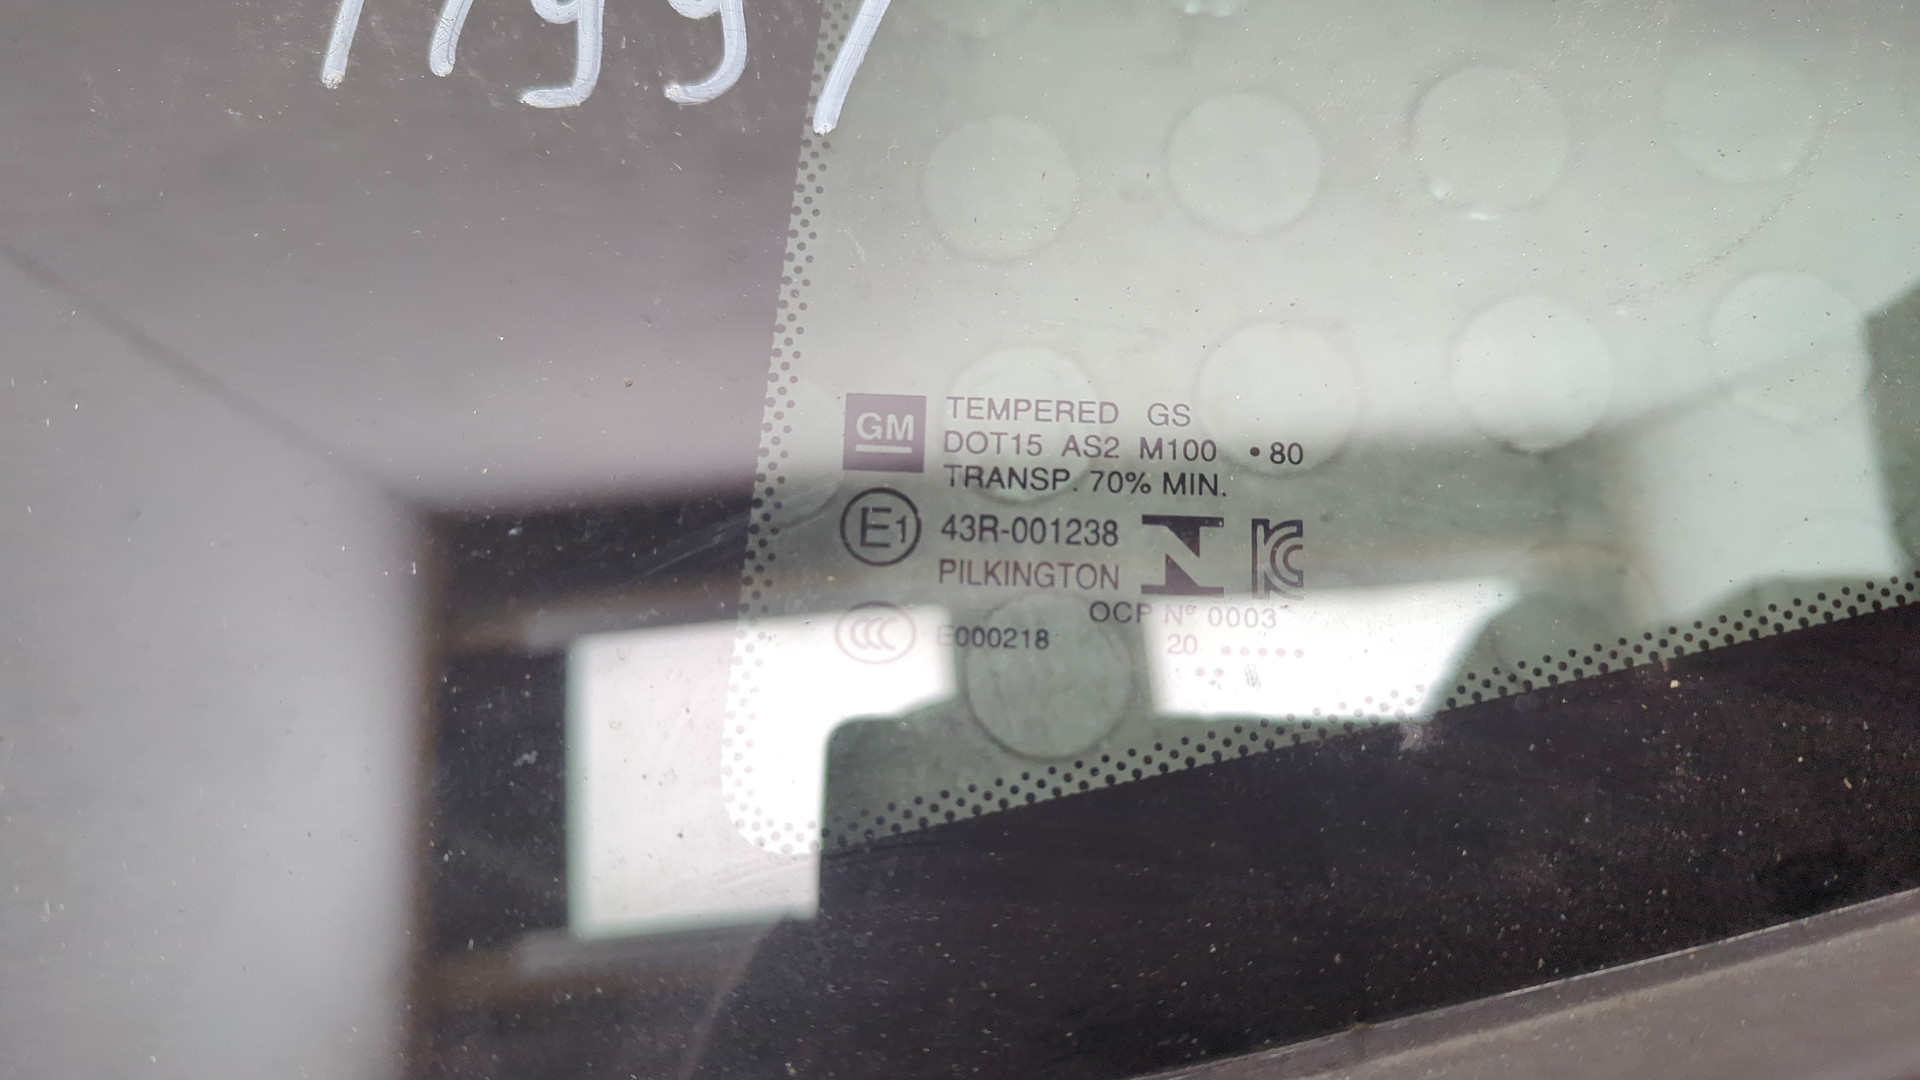 GM
TEMPERED GS
DOT15 AS2 M100 •80
TRANSP. 70% MIN.
E1 43R-001238
PILKINGTON
OCP Nº 0003
CCC E000218
20 ••••••